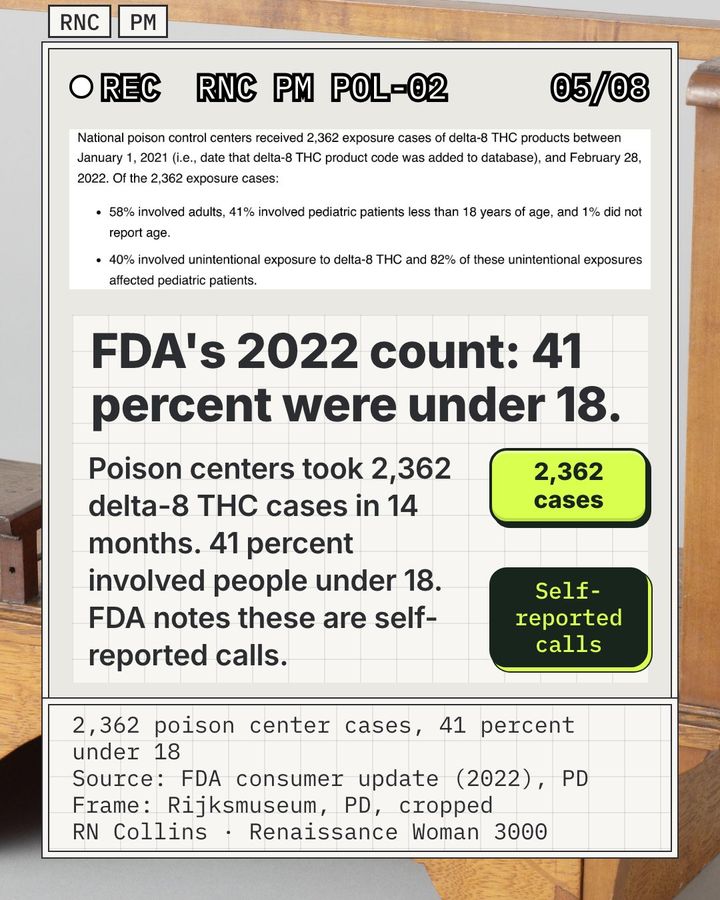 RNC PM
REC RNC PM POL-02 05/08
National poison control centers received 2,362 exposure cases of delta-8 THC products between
January 1, 2021 (i.e., date that delta-8 THC product code was added to database), and February 28,
2022. Of the 2,362 exposure cases:
• 58% involved adults, 41% involved pediatric patients less than 18 years of age, and 1% did not
report age.
• 40% involved unintentional exposure to delta-8 THC and 82% of these unintentional exposures
affected pediatric patients.
FDA's 2022 count: 41
percent were under 18.
Poison centers took 2,362
delta-8 THC cases in 14
months. 41 percent
involved people under 18.
FDA notes these are self-
reported calls.
2,362
cases
Self-
reported
calls
2,362 poison center cases, 41 percent
under 18
Source: FDA consumer update (2022), PD
Frame: Rijksmuseum, PD, cropped
RN Collins · Renaissance Woman 3000